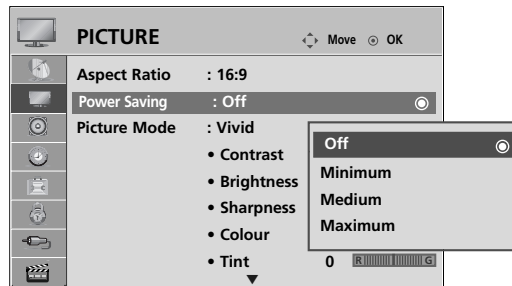 PICTURE
Move OK
Aspect Ratio : 16:9
Power Saving : Off
Picture Mode : Vivid
• Contrast
• Brightness
• Sharpness
• Colour
• Tint 0 R G
Off
Minimum
Medium
Maximum